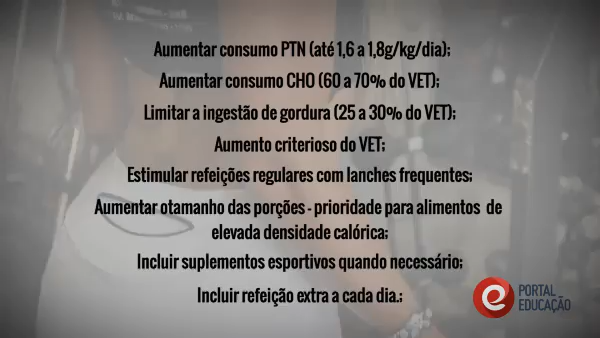 Aumentar consumo PTN (até 1,6 a 1,8g/kg/dia);
Aumentar consumo CHO (60 a 70% do VET);
Limitar a ingestão de gordura (25 a 30% do VET);
Aumento criterioso do VET;
Estimular refeições regulares com lanches frequentes;
Aumentar otamanho das porções - prioridade para alimentos de
elevada densidade calórica;
Incluir suplementos esportivos quando necessário;
Incluir refeição extra a cada dia.;
e PORTAL
EDUCAÇÃO